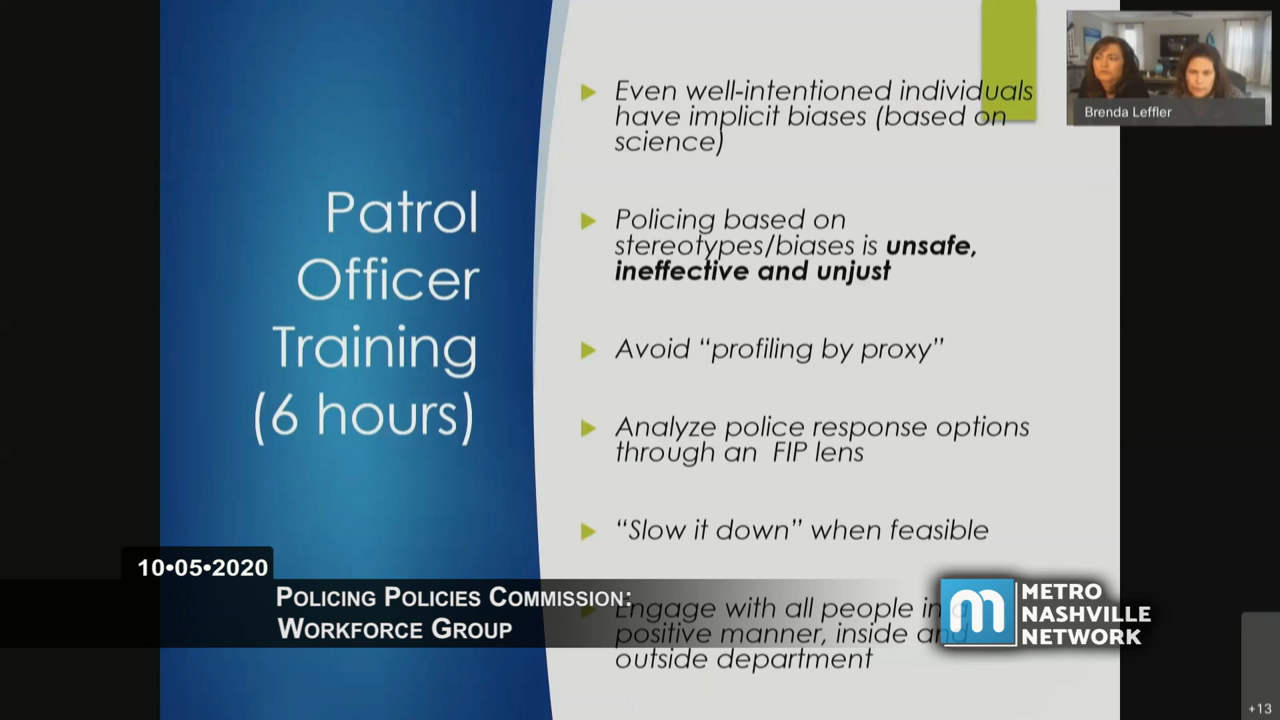 Patrol
Officer
Training
(6 hours)
Even well-intentioned individuals
have implicit biases (based on
science)
Policing based on
stereotypes/biases is unsafe,
ineffective and unjust
Avoid “profiling by proxy”
Analyze police response options
through an FIP lens
“Slow it down” when feasible
Engage with all people in a
positive manner, inside and
outside department
Brenda Leffler
10•05•2020
Policing Policies Commission:
Workforce Group
m
METRO
NASHVILLE
NETWORK
+13